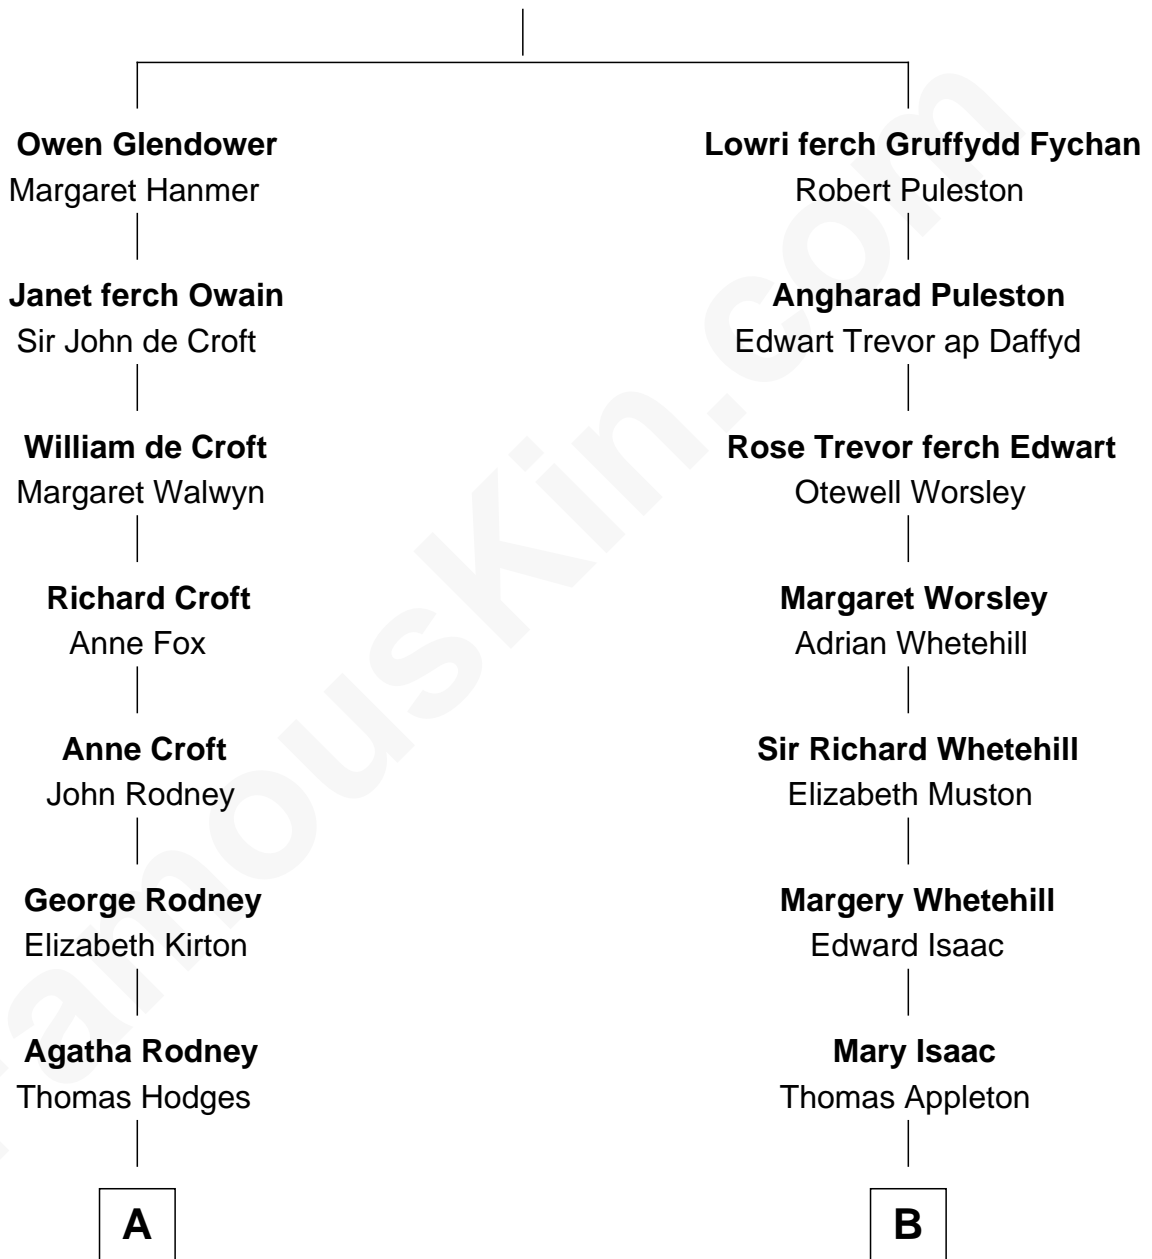 Owen Glendower
Margaret Hanmer
Lowri ferch Gruffydd Fychan
Robert Puleston
Janet ferch Owain
Sir John de Croft
Angharad Puleston
Edwart Trevor ap Daffyd
William de Croft
Margaret Walwyn
Rose Trevor ferch Edwart
Otewell Worsley
Richard Croft
Anne Fox
Margaret Worsley
Adrian Whetehill
Anne Croft
John Rodney
Sir Richard Whetehill
Elizabeth Muston
George Rodney
Elizabeth Kirton
Margery Whetehill
Edward Isaac
Agatha Rodney
Thomas Hodges
Mary Isaac
Thomas Appleton
A
B
FamousKin.com